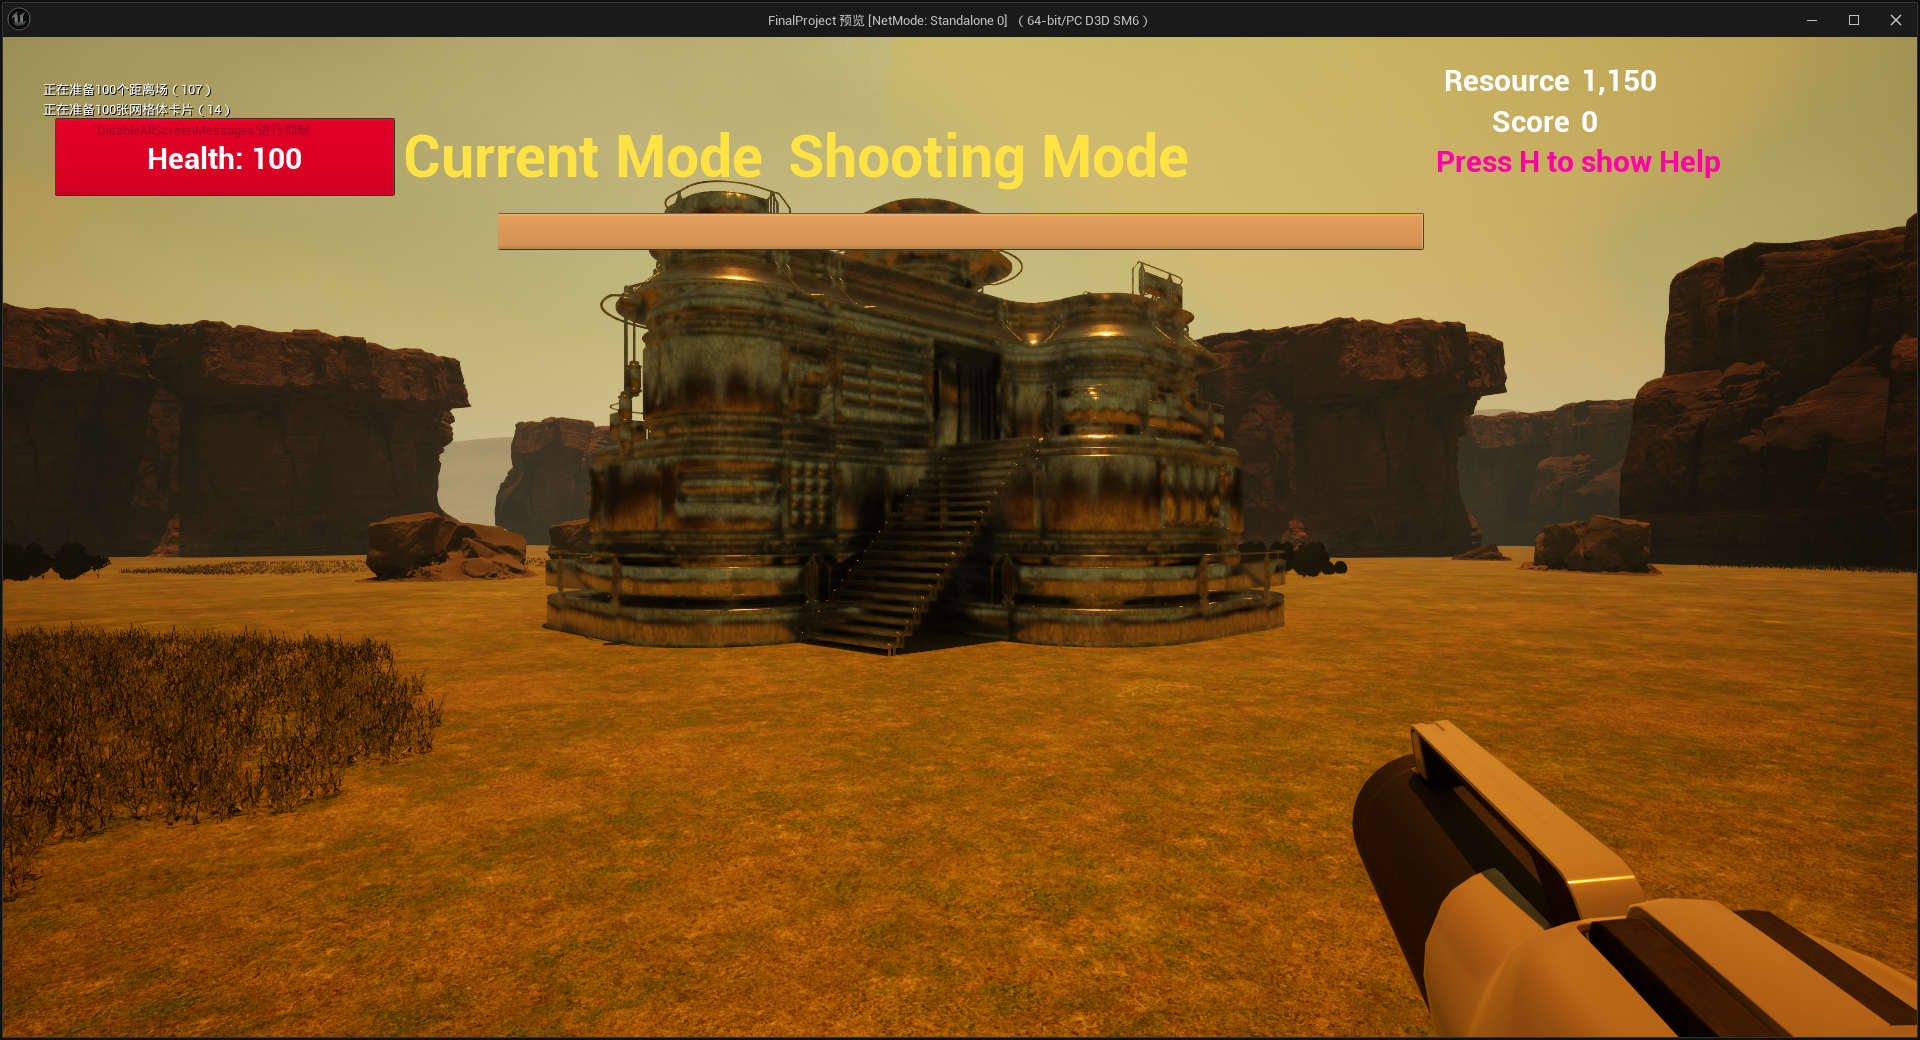 FinalProject 预览 [NetMode: Standalone 0] （64-bit/PC D3D SM6）
正在准备100个距离场（107）
正在准备100张网格体卡片（14）
'DisableAllScreenMessages'进行抑制
Health: 100
Current Mode Shooting Mode
Resource 1,150
Score 0
Press H to show Help